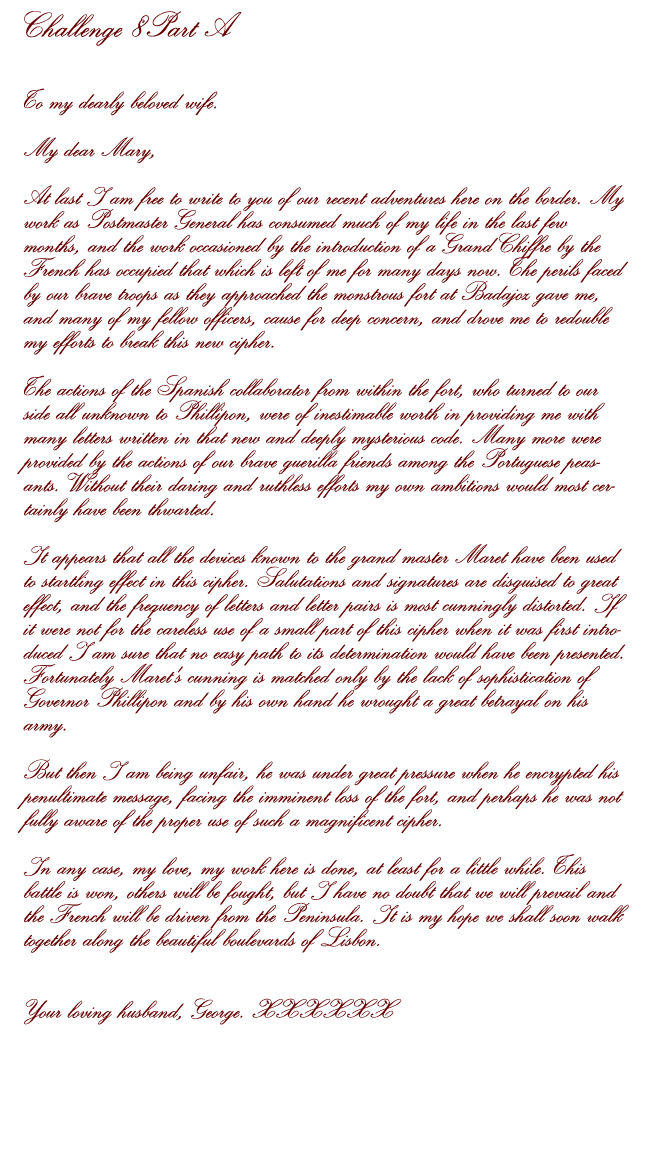 Challenge 8Part A
To my dearly beloved wife.
My dear Mary,
At last I am free to write to you of our recent adventures here on the border. My
work as Postmaster General has consumed much of my life in the last few
months, and the work occasioned by the introduction of a Grand Chiffre by the
French has occupied that which is left of me for many days now. The perils faced
by our brave troops as they approached the monstrous fort at Badajoz gave me,
and many of my fellow officers, cause for deep concern, and drove me to redouble
my efforts to break this new cipher.
The actions of the Spanish collaborator from within the fort, who turned to our
side all unknown to Phillipon, were of inestimable worth in providing me with
many letters written in that new and deeply mysterious code. Many more were
provided by the actions of our brave guerilla friends among the Portuguese peas-
ants. Without their daring and ruthless efforts my own ambitions would most cer-
tainly have been thwarted.
It appears that all the devices known to the grand master Maret have been used
to startling effect in this cipher. Salutations and signatures are disguised to great
effect, and the frequency of letters and letter pairs is most cunningly distorted. If
it were not for the careless use of a small part of this cipher when it was first intro-
duced I am sure that no easy path to its determination would have been presented.
Fortunately Maret's cunning is matched only by the lack of sophistication of
Governor Phillipon and by his own hand he wrought a great betrayal on his
army.
But then I am being unfair, he was under great pressure when he encrypted his
penultimate message, facing the imminent loss of the fort, and perhaps he was not
fully aware of the proper use of such a magnificent cipher.
In any case, my love, my work here is done, at least for a little while. This
battle is won, others will be fought, but I have no doubt that we will prevail and
the French will be driven from the Peninsula. It is my hope we shall soon walk
together along the beautiful boulevards of Lisbon.
Your loving husband, George. XXXXXX